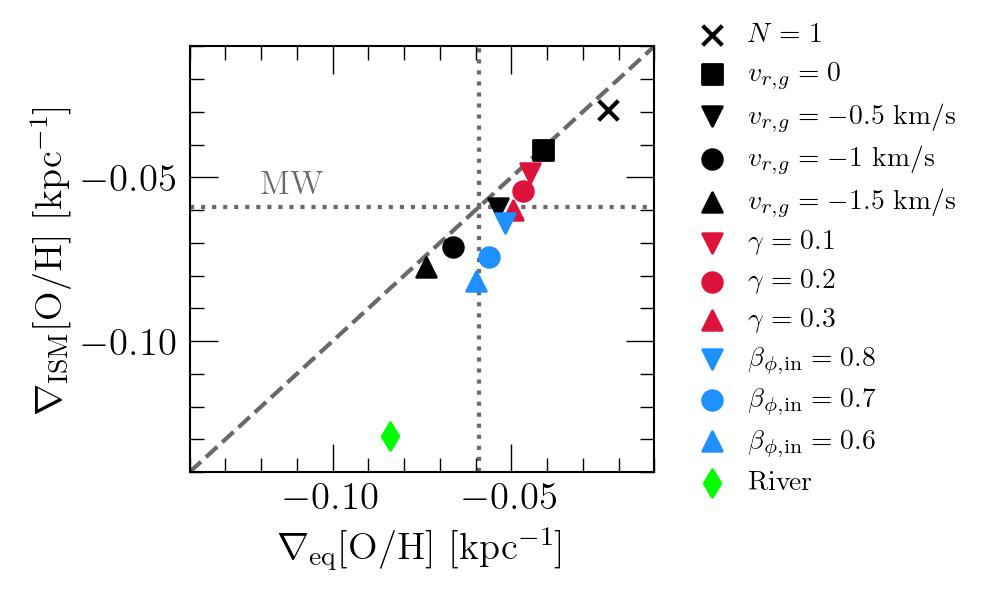 ∇ISM[O/H] [kpc−1]
−0.05
−0.10
MW
−0.10
−0.05
∇eq[O/H] [kpc−1]
N = 1
vr,g = 0
vr,g = −0.5 km/s
vr,g = −1 km/s
vr,g = −1.5 km/s
γ = 0.1
γ = 0.2
γ = 0.3
βϕ,in = 0.8
βϕ,in = 0.7
βϕ,in = 0.6
River